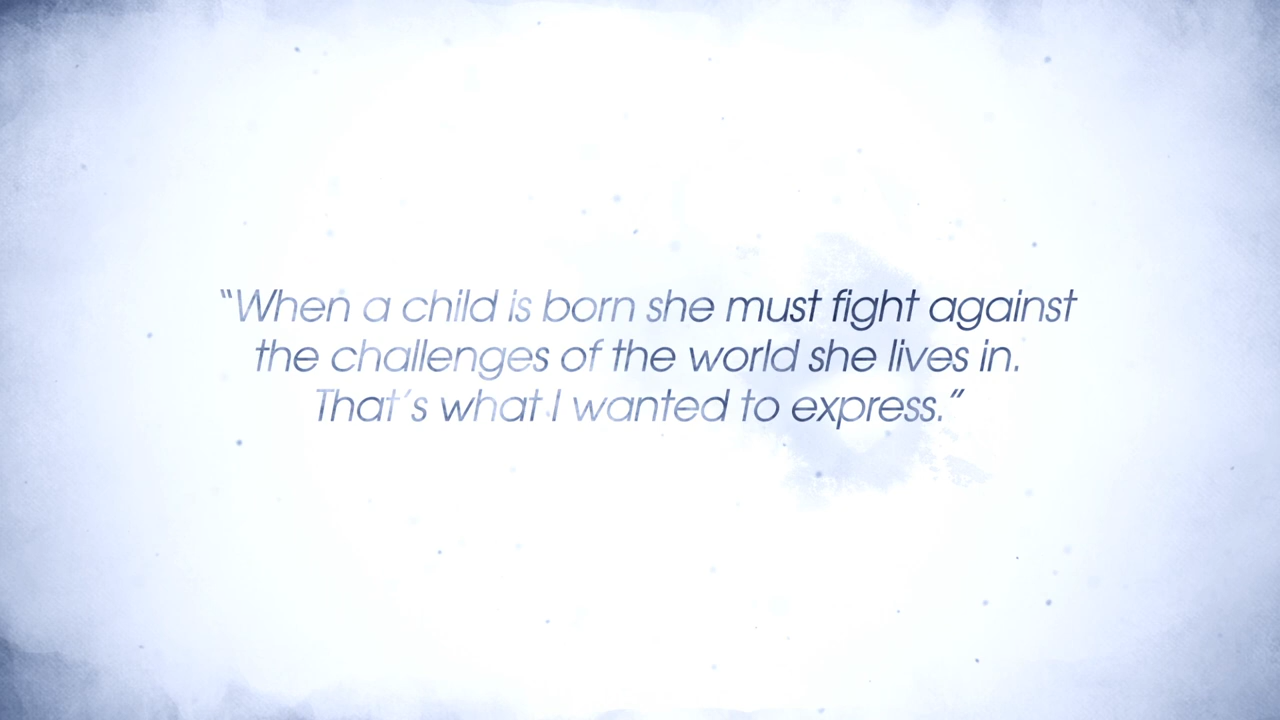 “When a child is born she must fight against
the challenges of the world she lives in.
That’s what I wanted to express.”